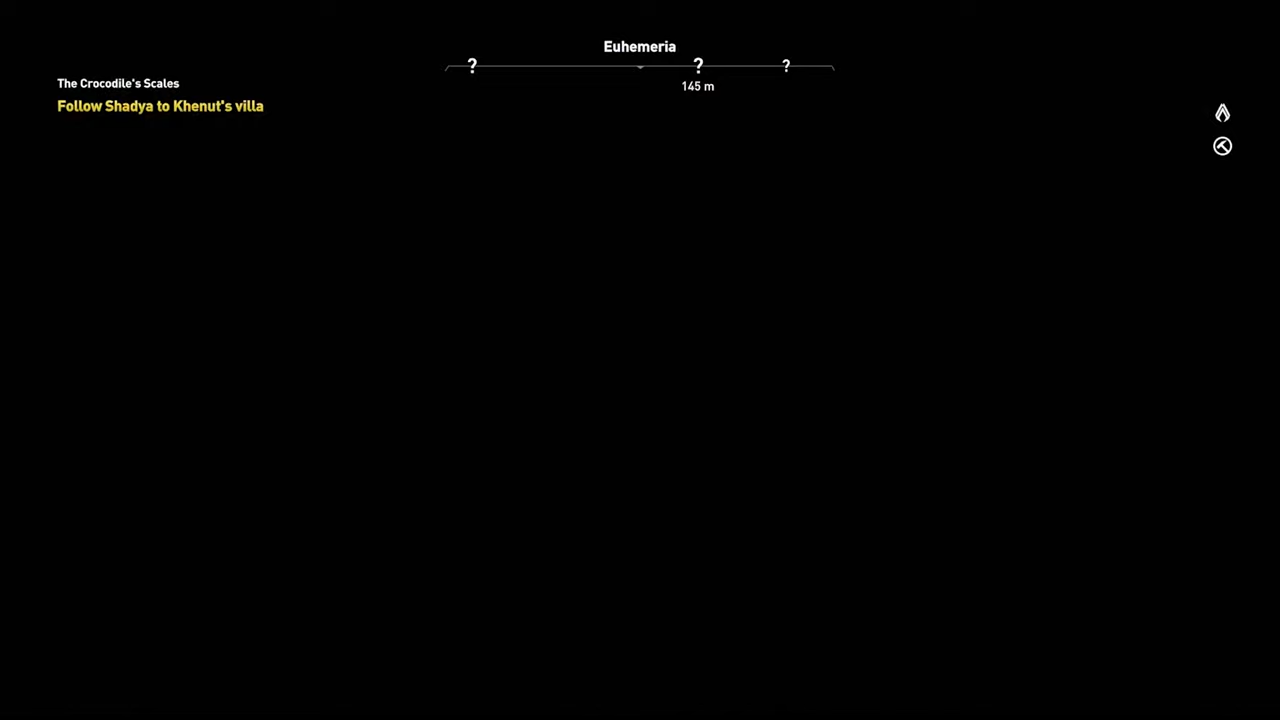 Euhemeria
? ? ?
145 m
The Crocodile's Scales
Follow Shadya to Khenut's villa